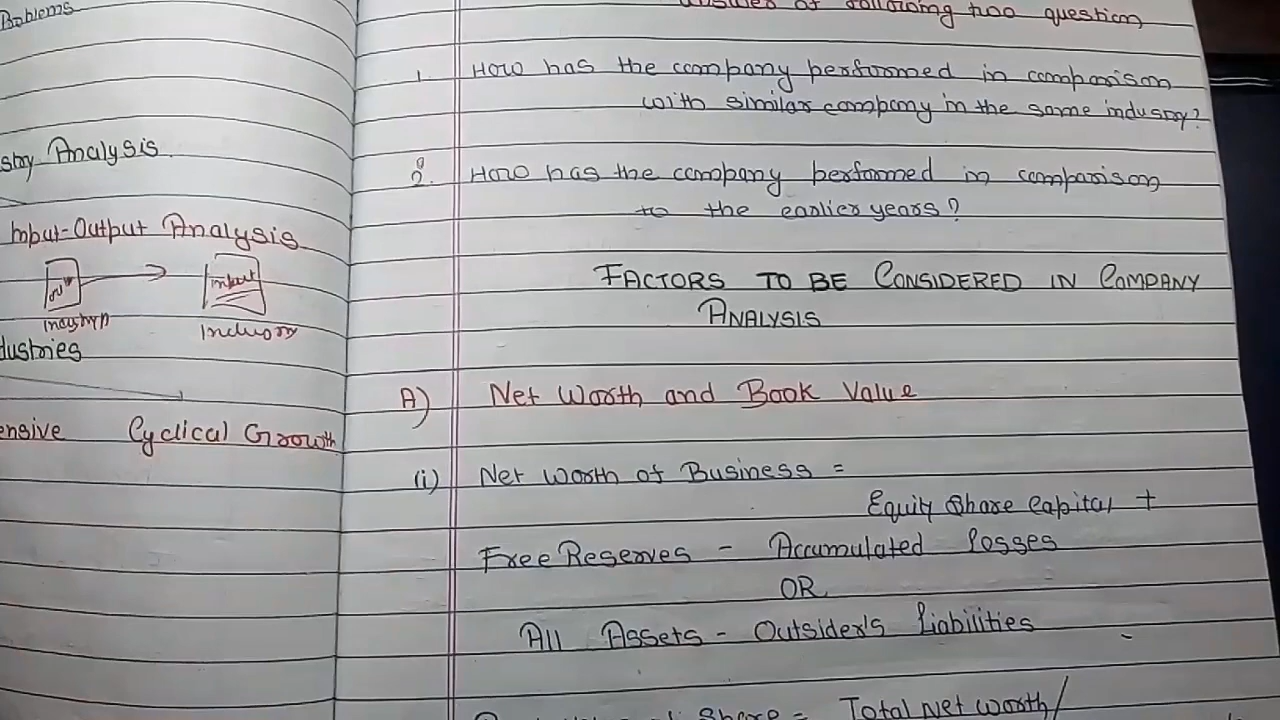 Problems
Analysis
Input-Output Analysis
input
Industry
Cyclical Growth
of following two question
1. How has the company performed in comparison
with similar company in the same industry?
2. How has the company performed in comparison
to the earlier years?
FACTORS TO BE CONSIDERED IN COMPANY
ANALYSIS
A) Net Worth and Book Value
(i) Net Worth of Business =
Equity Share Capital +
Free Reserves - Accumulated Losses
OR
All Assets - Outsider's Liabilities
Share = Total Net worth/